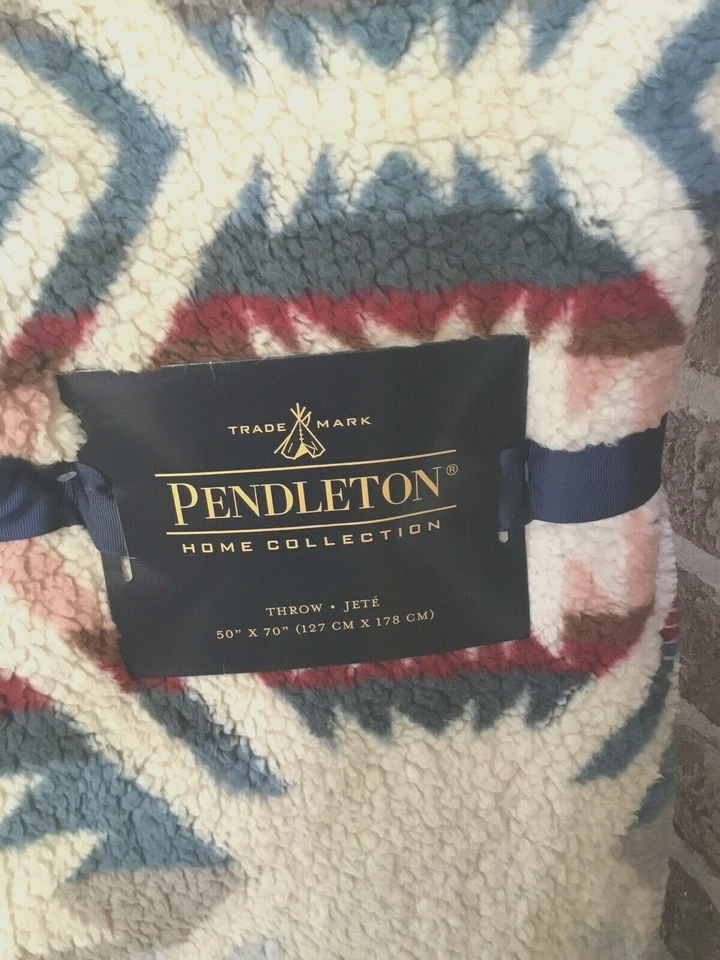 TRADE MARK
PENDLETON®
HOME COLLECTION
THROW • JETÉ
50" X 70" (127 CM X 178 CM)